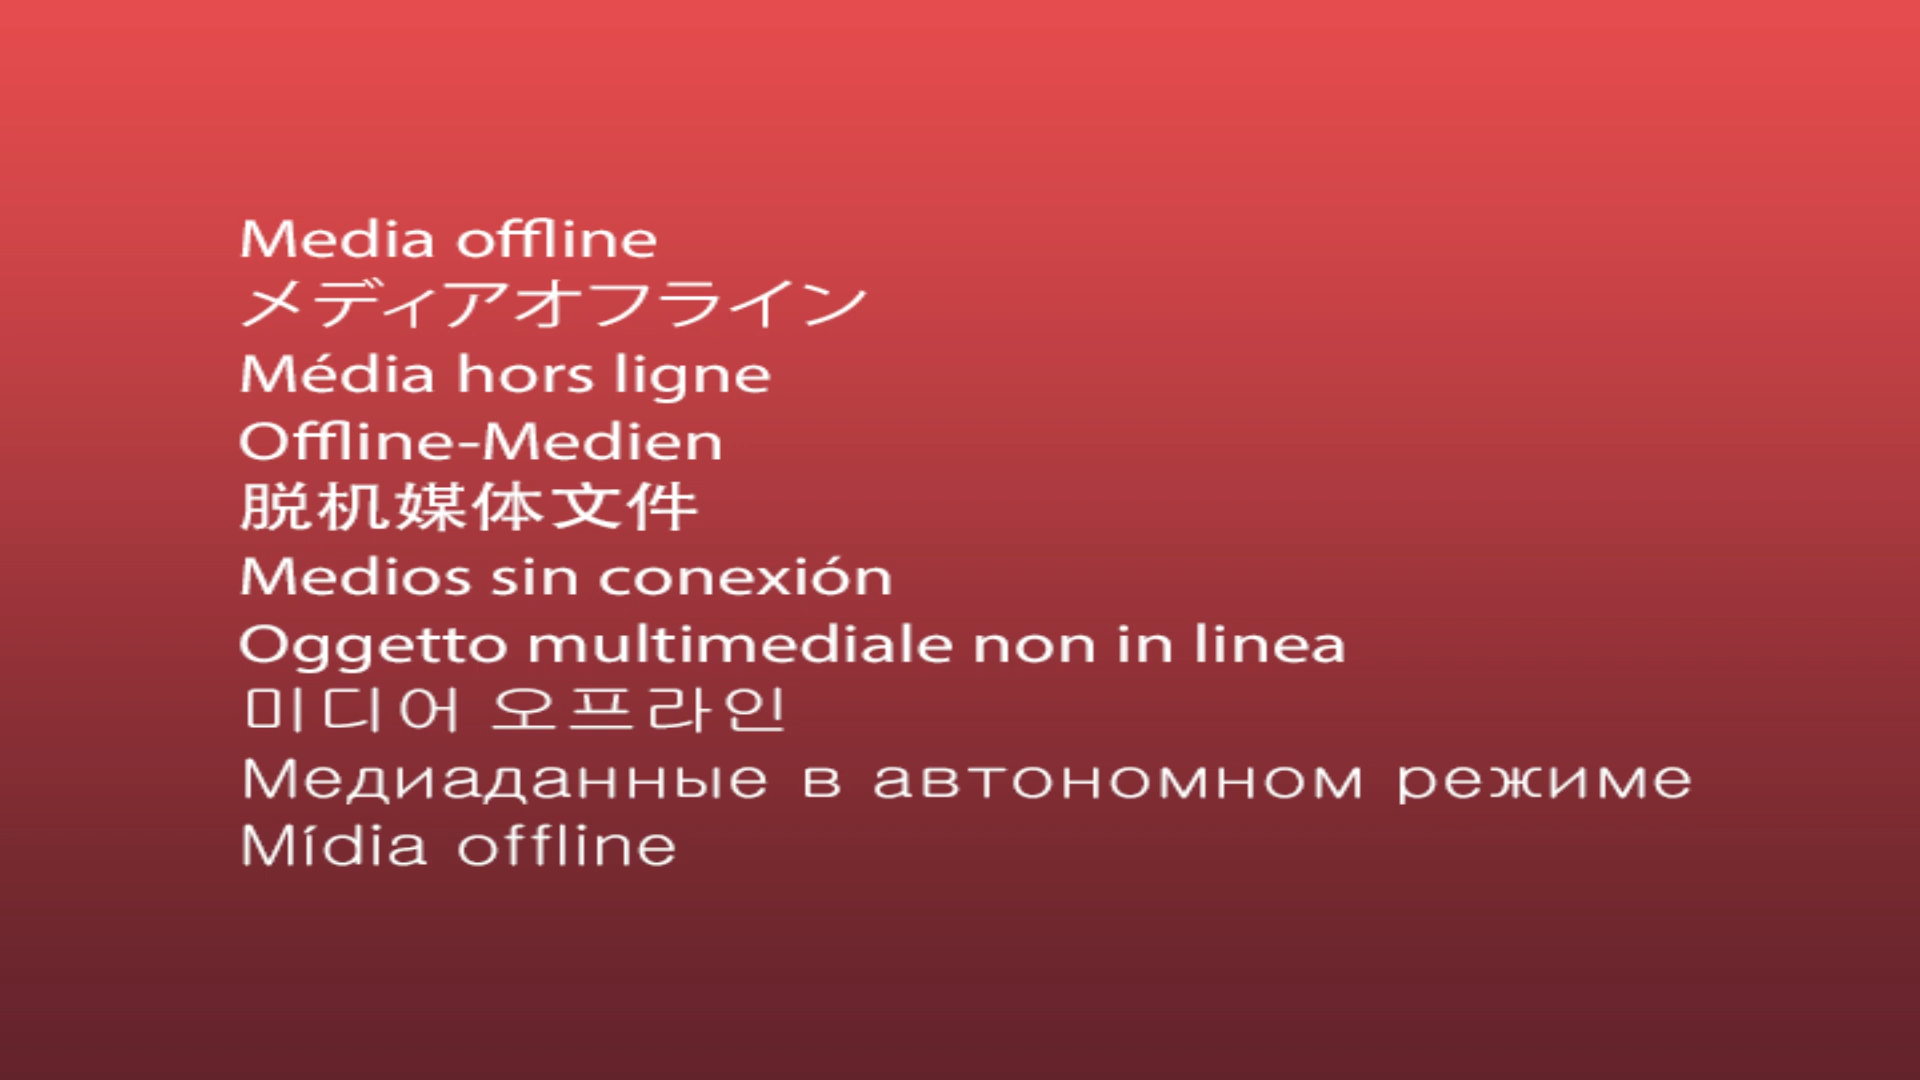 Media offline
メディアオフライン
Média hors ligne
Offline-Medien
脱机媒体文件
Medios sin conexión
Oggetto multimediale non in linea
미디어 오프라인
Медиаданные в автономном режиме
Mídia offline